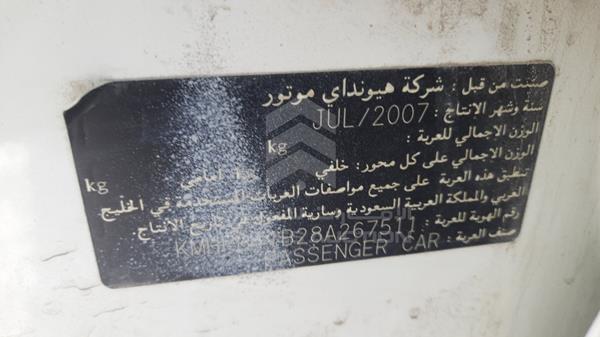 صنعت من قبل : شركة هيونداي موتور
سنة وشهر الانتاج : JUL/2007
الوزن الاجمالي للعربة : kg
الوزن الاجمالي على كل محور: خلفي أمامي kg
تنطبق هذه العربة على جميع مواصفات العربات المستخدمة في الخليج
العربي والمملكة العربية السعودية وسارية المفعول في تاريخ الانتاج
رقم الهوية للعربة :
صنف العربة : PASSENGER CAR